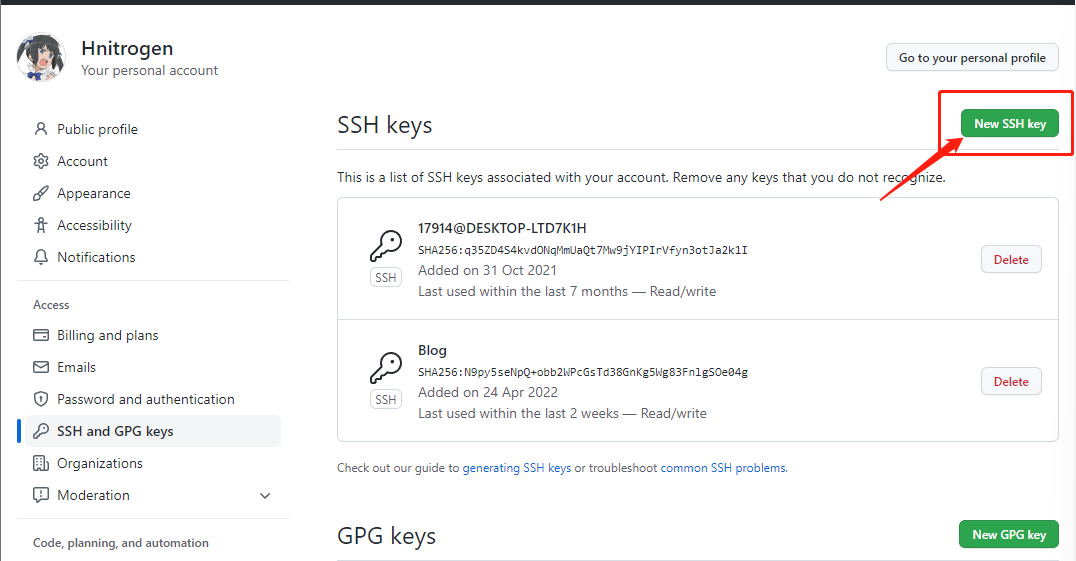 Hnitrogen
Your personal account
Go to your personal profile
Public profile
Account
Appearance
Accessibility
Notifications
Access
Billing and plans
Emails
Password and authentication
SSH and GPG keys
Organizations
Moderation
Code, planning, and automation
SSH keys
New SSH key
This is a list of SSH keys associated with your account. Remove any keys that you do not recognize.
17914@DESKTOP-LTD7K1H
SHA256:q35ZD4S4kvdONqMmUaQt7Mw9jYIPIrVfyn3otJa2k1I
Added on 31 Oct 2021
Last used within the last 7 months — Read/write
SSH
Delete
Blog
SHA256:N9py5seNpQ+obb2WPcGsTd38GnKg5Wg83FnlgSOe04g
Added on 24 Apr 2022
Last used within the last 2 weeks — Read/write
SSH
Delete
Check out our guide to generating SSH keys or troubleshoot common SSH problems.
GPG keys
New GPG key